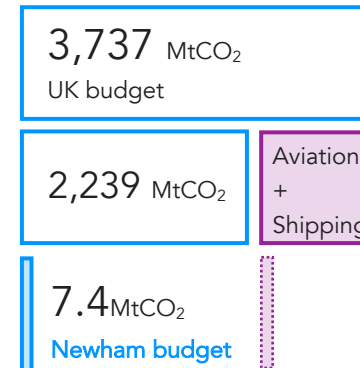 3,737 MtCO₂
UK budget
2,239 MtCO₂
Aviation
+
Shipping
7.4MtCO₂
Newham budget